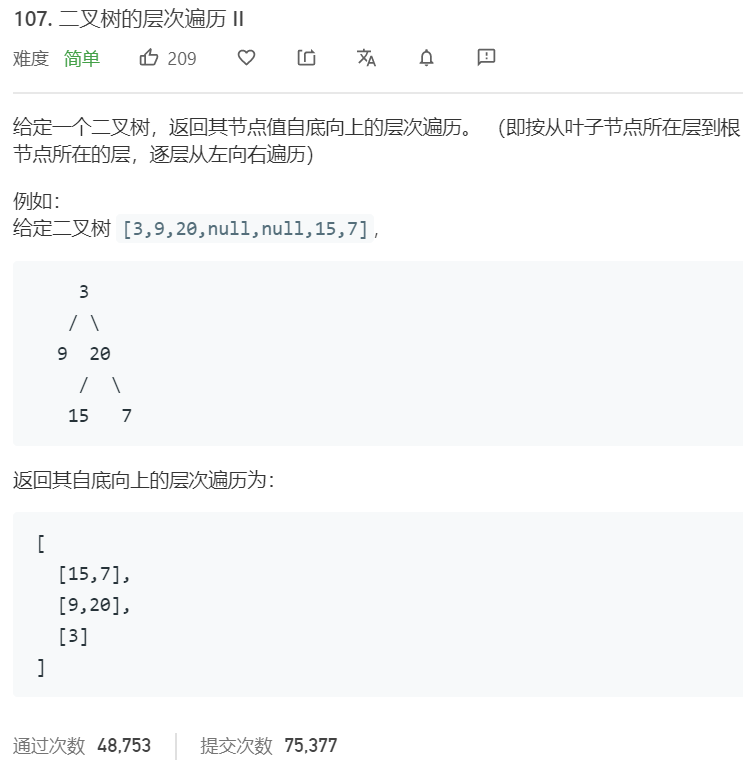 107. 二叉树的层次遍历 II
难度 简单 209
给定一个二叉树，返回其节点值自底向上的层次遍历。 （即按从叶子节点所在层到根
节点所在的层，逐层从左向右遍历）
例如：
给定二叉树 [3,9,20,null,null,15,7],
3
/ \
9 20
/ \
15 7
返回其自底向上的层次遍历为：
[
[15,7],
[9,20],
[3]
]
通过次数 48,753 提交次数 75,377